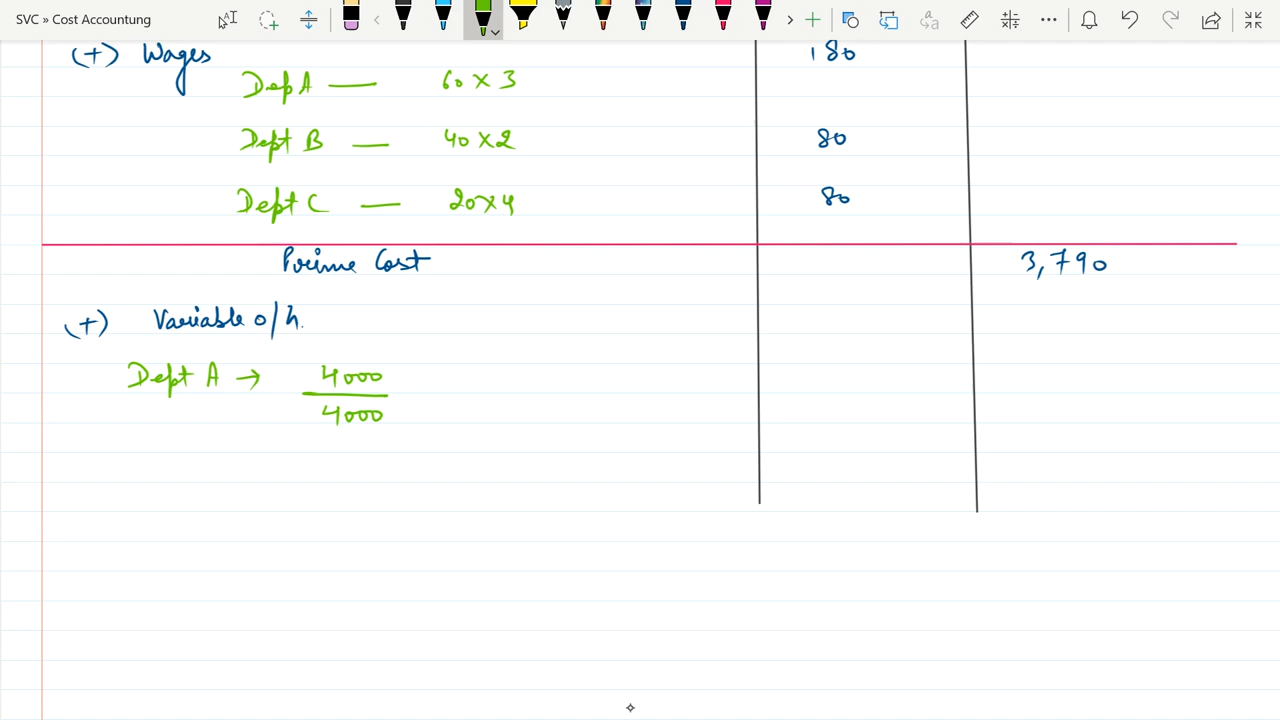 SVC » Cost Accountung
(+) Wages 180
Dep A — 60 × 3
Dept B — 40 × 2 80
Dept C — 20 × 4 80
Prime Cost 3,790
(+) Variable o/h.
Dept A → 4000
4000